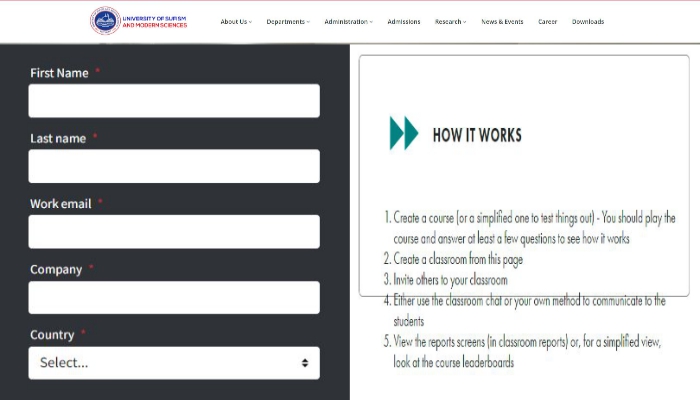 UNIVERSITY OF SUFISM
AND MODERN SCIENCES
About Us
Departments
Administration
Admissions
Research
News & Events
Career
Downloads
First Name *
Last name *
Work email *
Company *
Country *
Select...
HOW IT WORKS
1. Create a course (or a simplified one to test things out) - You should play the
course and answer at least a few questions to see how it works
2. Create a classroom from this page
3. Invite others to your classroom
4. Either use the classroom chat or your own method to communicate to the
students
5. View the reports screens (in classroom reports) or, for a simplified view,
look at the course leaderboards